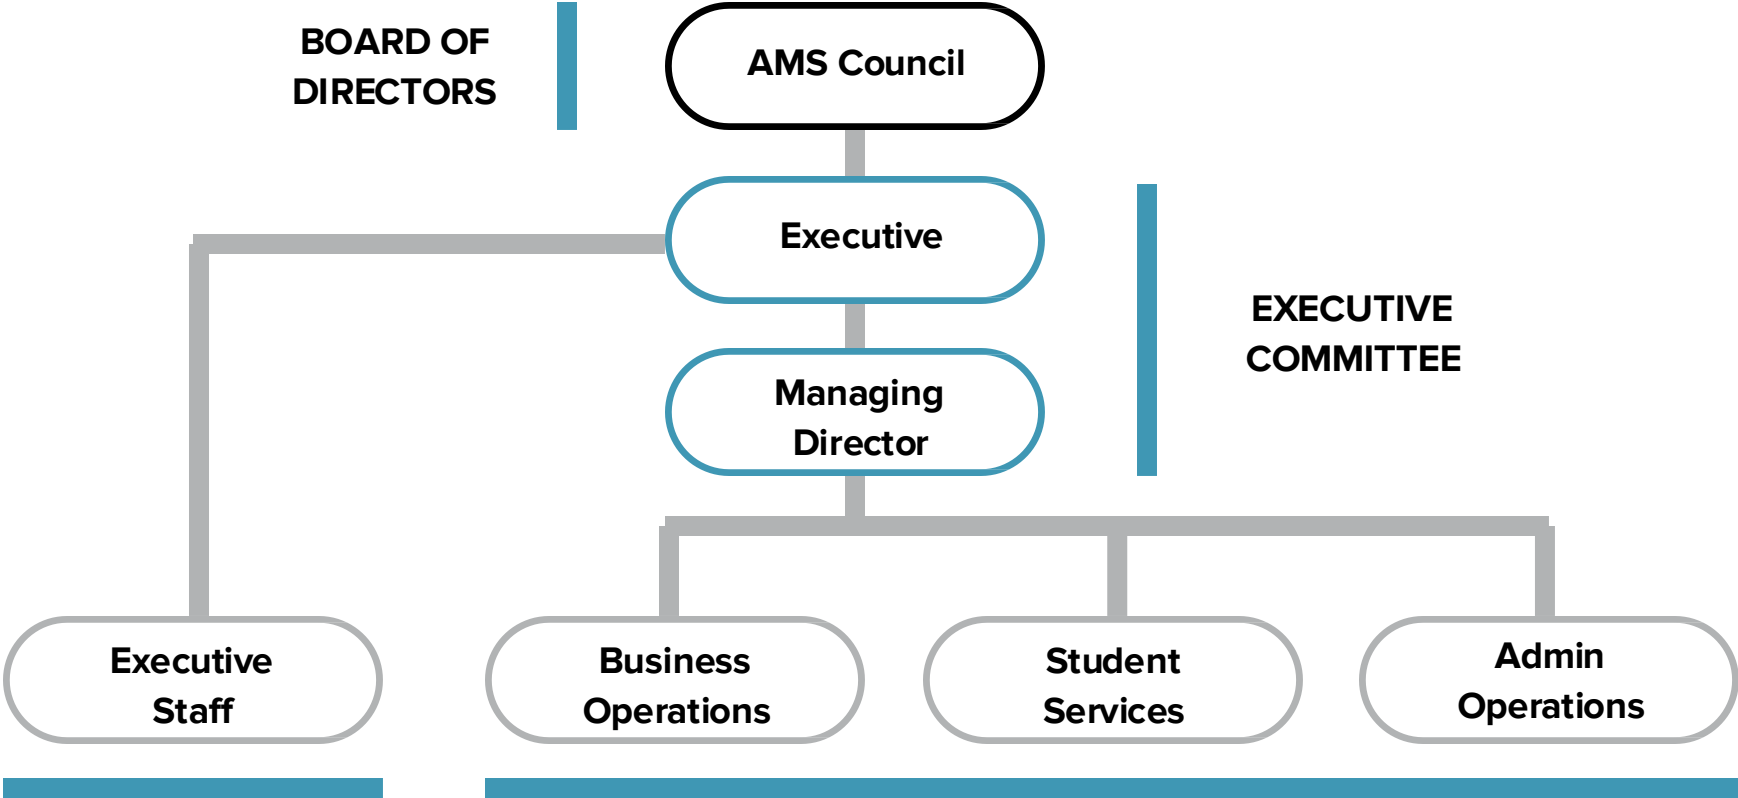 BOARD OF
DIRECTORS
AMS Council
Executive
EXECUTIVE
COMMITTEE
Managing
Director
Executive
Staff
Business
Operations
Student
Services
Admin
Operations